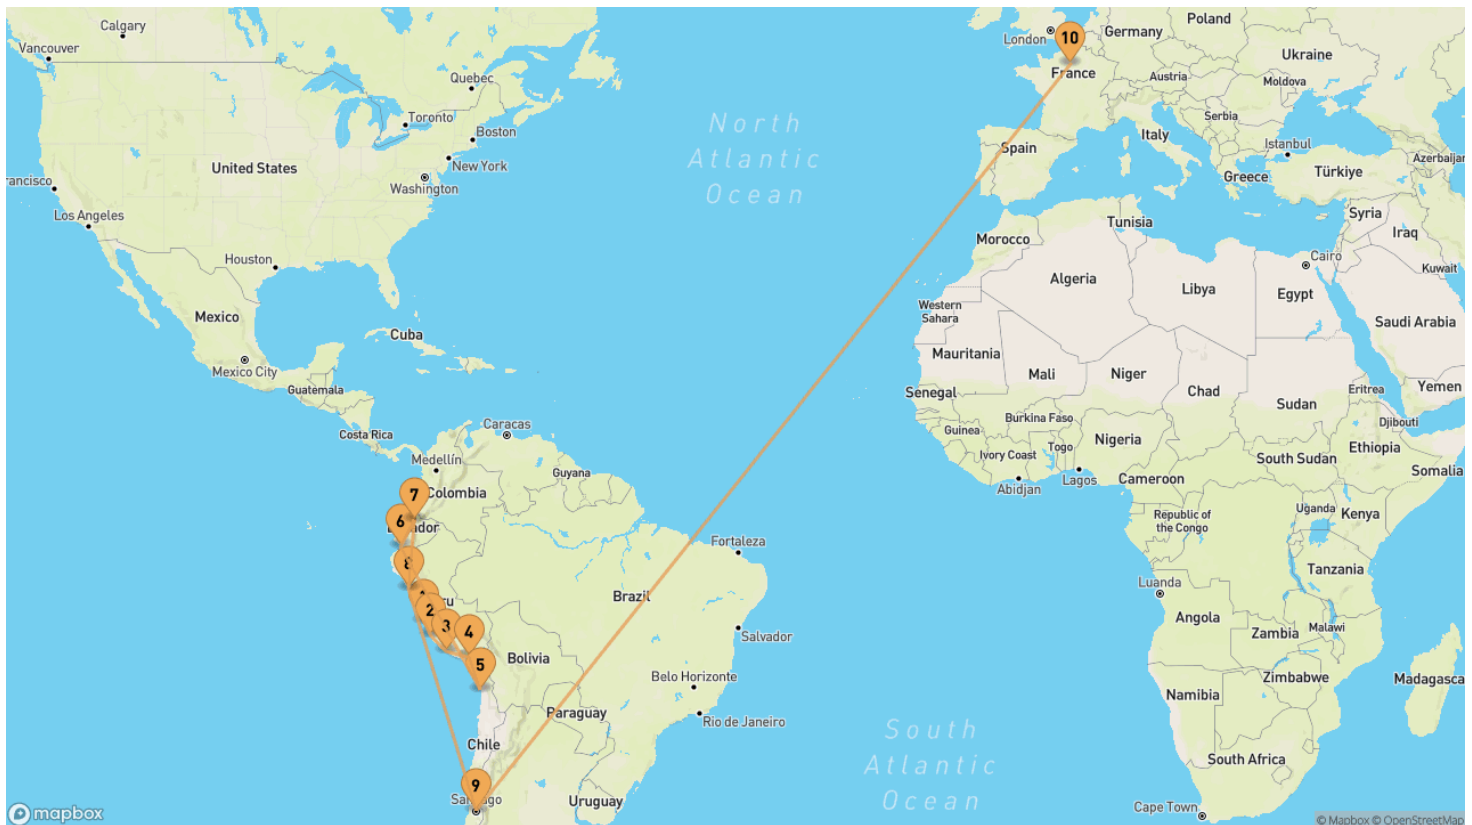 Calgary
Vancouver
Quebec
Toronto
Boston
New York
United States
Washington
Los Angeles
Houston
Mexico
Cuba
Mexico City
Guatemala
Costa Rica
Caracas
Medellín
Guyana
Colombia
North
Atlantic
Ocean
London
10
Germany
Poland
France
Ukraine
Austria
Moldova
Serbia
Italy
Spain
Istanbul
Greece
Türkiye
Azerbaijan
Tunisia
Syria
Iraq
Morocco
Cairo
Kuwait
Algeria
Libya
Egypt
Western
Sahara
Saudi Arabia
Mauritania
Mali
Niger
Chad
Sudan
Eritrea
Yemen
Senegal
Burkina Faso
Djibouti
Guinea
Togo
Nigeria
Ethiopia
Ivory Coast
South Sudan
Somalia
Abidjan
Lagos
Cameroon
Republic of
the Congo
Uganda
Kenya
Tanzania
Luanda
Angola
Zambia
Malawi
Zimbabwe
Namibia
Madagasca
South Africa
Cape Town
7
6
8
2
3
4
5
9
Fortaleza
Brazil
Salvador
Bolivia
Belo Horizonte
Rio de Janeiro
Paraguay
Chile
Uruguay
South
Atlantic
Ocean
mapbox
© Mapbox © OpenStreetMap